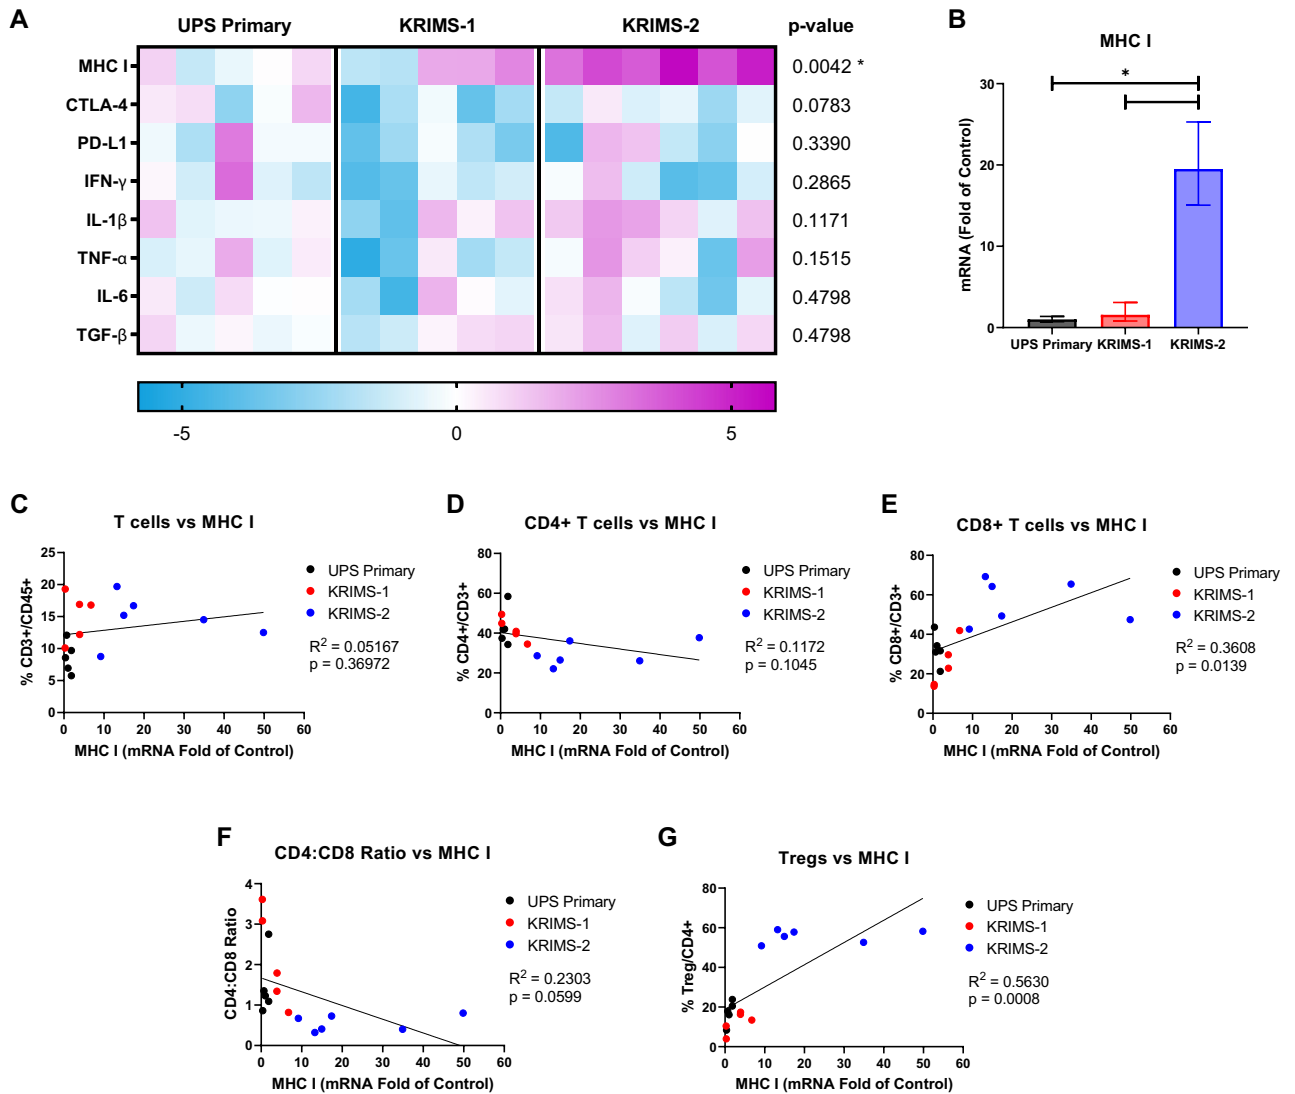 A
UPS Primary
KRIMS-1
KRIMS-2
p-value
MHC I
0.0042 *
CTLA-4
0.0783
PD-L1
0.3390
IFN-γ
0.2865
IL-1β
0.1171
TNF-α
0.1515
IL-6
0.4798
TGF-β
0.4798
-5
0
5
B
MHC I
*
mRNA (Fold of Control)
30
20
10
0
UPS Primary
KRIMS-1
KRIMS-2
C
T cells vs MHC I
% CD3+/CD45+
25
20
15
10
5
0
0 10 20 30 40 50 60
MHC I (mRNA Fold of Control)
UPS Primary
KRIMS-1
KRIMS-2
R² = 0.05167
p = 0.36972
D
CD4+ T cells vs MHC I
% CD4+/CD3+
80
60
40
20
0
0 10 20 30 40 50 60
MHC I (mRNA Fold of Control)
UPS Primary
KRIMS-1
KRIMS-2
R² = 0.1172
p = 0.1045
E
CD8+ T cells vs MHC I
% CD8+/CD3+
80
60
40
20
0
0 10 20 30 40 50 60
MHC I (mRNA Fold of Control)
UPS Primary
KRIMS-1
KRIMS-2
R² = 0.3608
p = 0.0139
F
CD4:CD8 Ratio vs MHC I
CD4:CD8 Ratio
4
3
2
1
0
0 10 20 30 40 50 60
MHC I (mRNA Fold of Control)
UPS Primary
KRIMS-1
KRIMS-2
R² = 0.2303
p = 0.0599
G
Tregs vs MHC I
% Treg/CD4+
80
60
40
20
0
0 10 20 30 40 50 60
MHC I (mRNA Fold of Control)
UPS Primary
KRIMS-1
KRIMS-2
R² = 0.5630
p = 0.0008